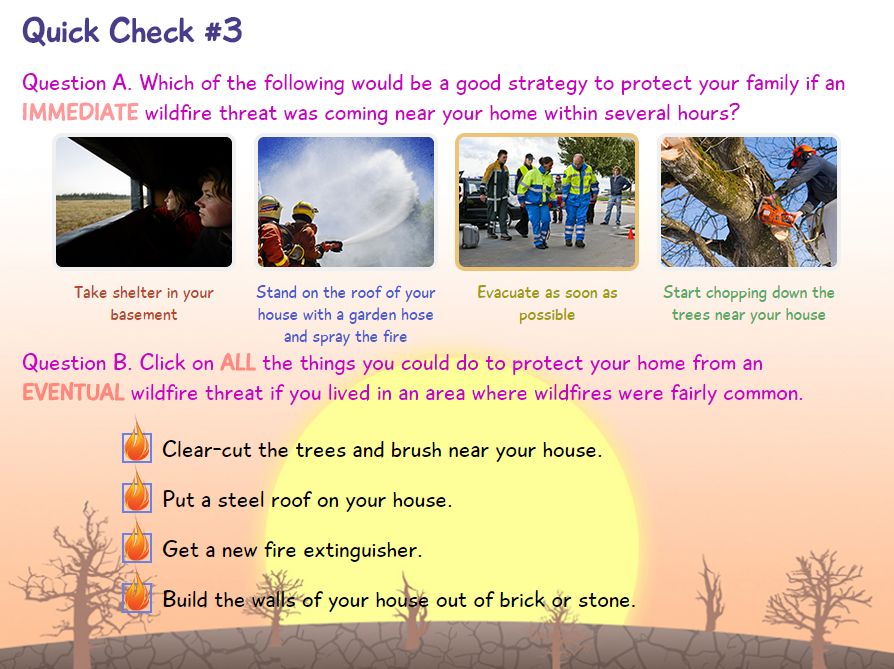 Quick Check #3
Question A. Which of the following would be a good strategy to protect your family if an
IMMEDIATE wildfire threat was coming near your home within several hours?
Take shelter in your
basement
Stand on the roof of your
house with a garden hose
and spray the fire
Evacuate as soon as
possible
Start chopping down the
trees near your house
Question B. Click on ALL the things you could do to protect your home from an
EVENTUAL wildfire threat if you lived in an area where wildfires were fairly common.
Clear-cut the trees and brush near your house.
Put a steel roof on your house.
Get a new fire extinguisher.
Build the walls of your house out of brick or stone.